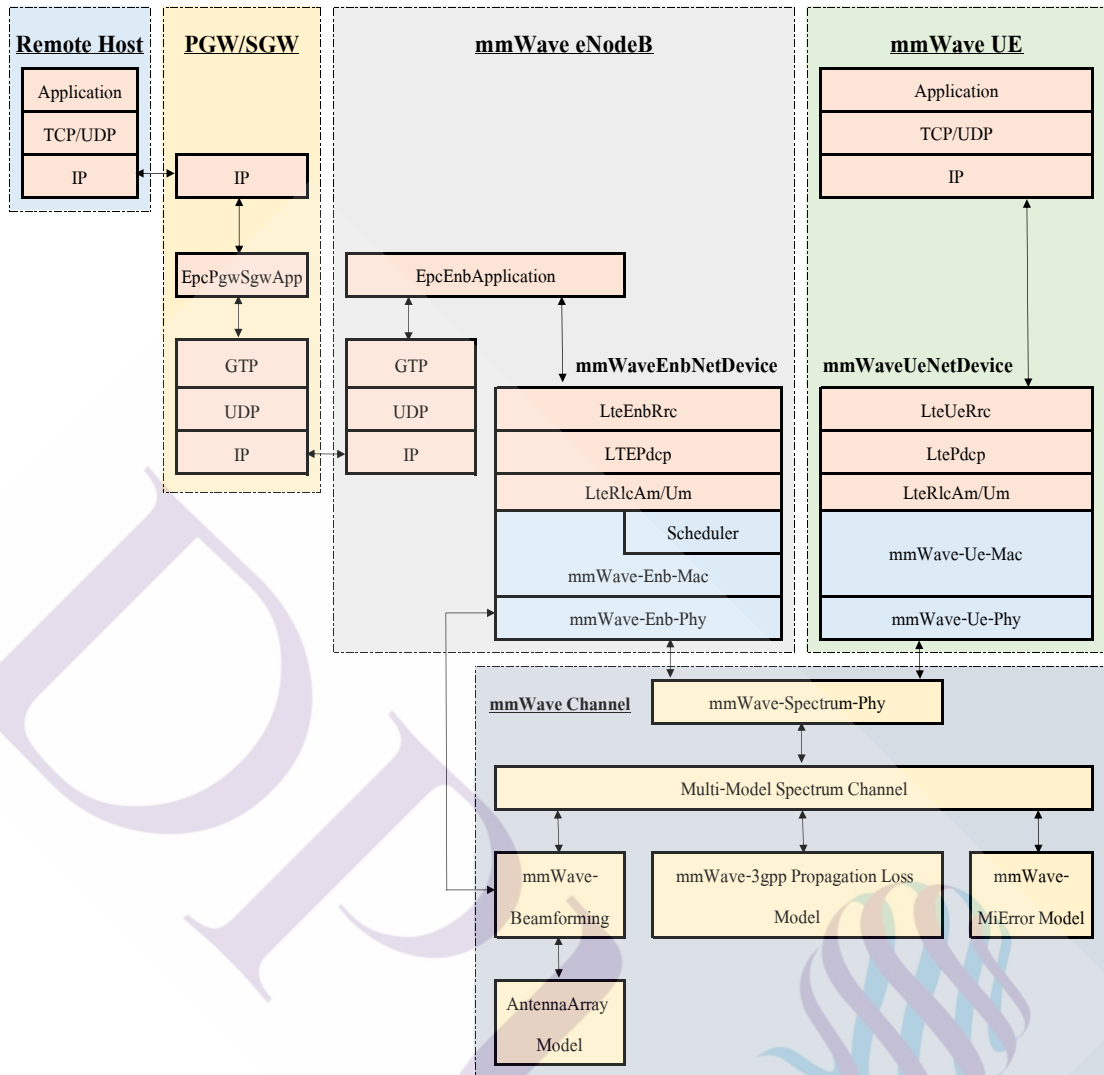 Remote Host
Application
TCP/UDP
IP
PGW/SGW
IP
EpcPgwSgwApp
GTP
UDP
IP
mmWave eNodeB
EpcEnbApplication
GTP
UDP
IP
mmWaveEnbNetDevice
LteEnbRrc
LTEPdcp
LteRlcAm/Um
Scheduler
mmWave-Enb-Mac
mmWave-Enb-Phy
mmWave UE
Application
TCP/UDP
IP
mmWaveUeNetDevice
LteUeRrc
LtePdcp
LteRlcAm/Um
mmWave-Ue-Mac
mmWave-Ue-Phy
mmWave Channel
mmWave-Spectrum-Phy
Multi-Model Spectrum Channel
mmWave-
Beamforming
mmWave-3gpp Propagation Loss
Model
mmWave-
MiError Model
AntennaArray
Model